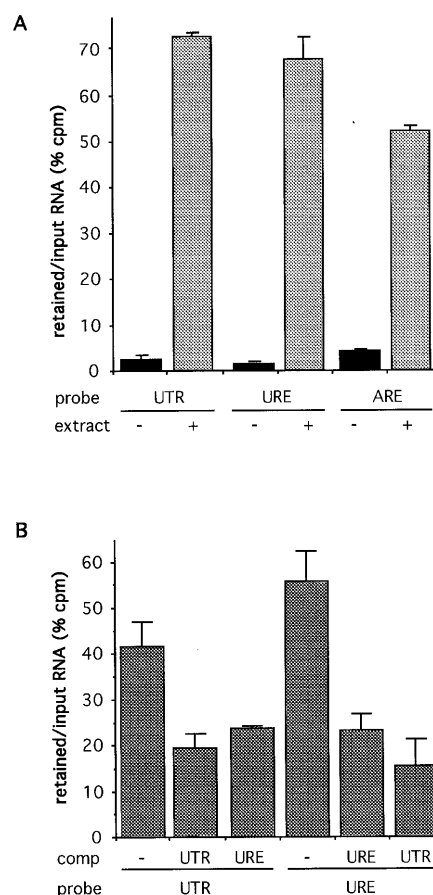 A
retained/input RNA (% cpm)
70
60
50
40
30
20
10
0
probe UTR URE ARE
extract - + - + - +
B
retained/input RNA (% cpm)
60
50
40
30
20
10
0
comp - UTR URE - URE UTR
probe UTR URE